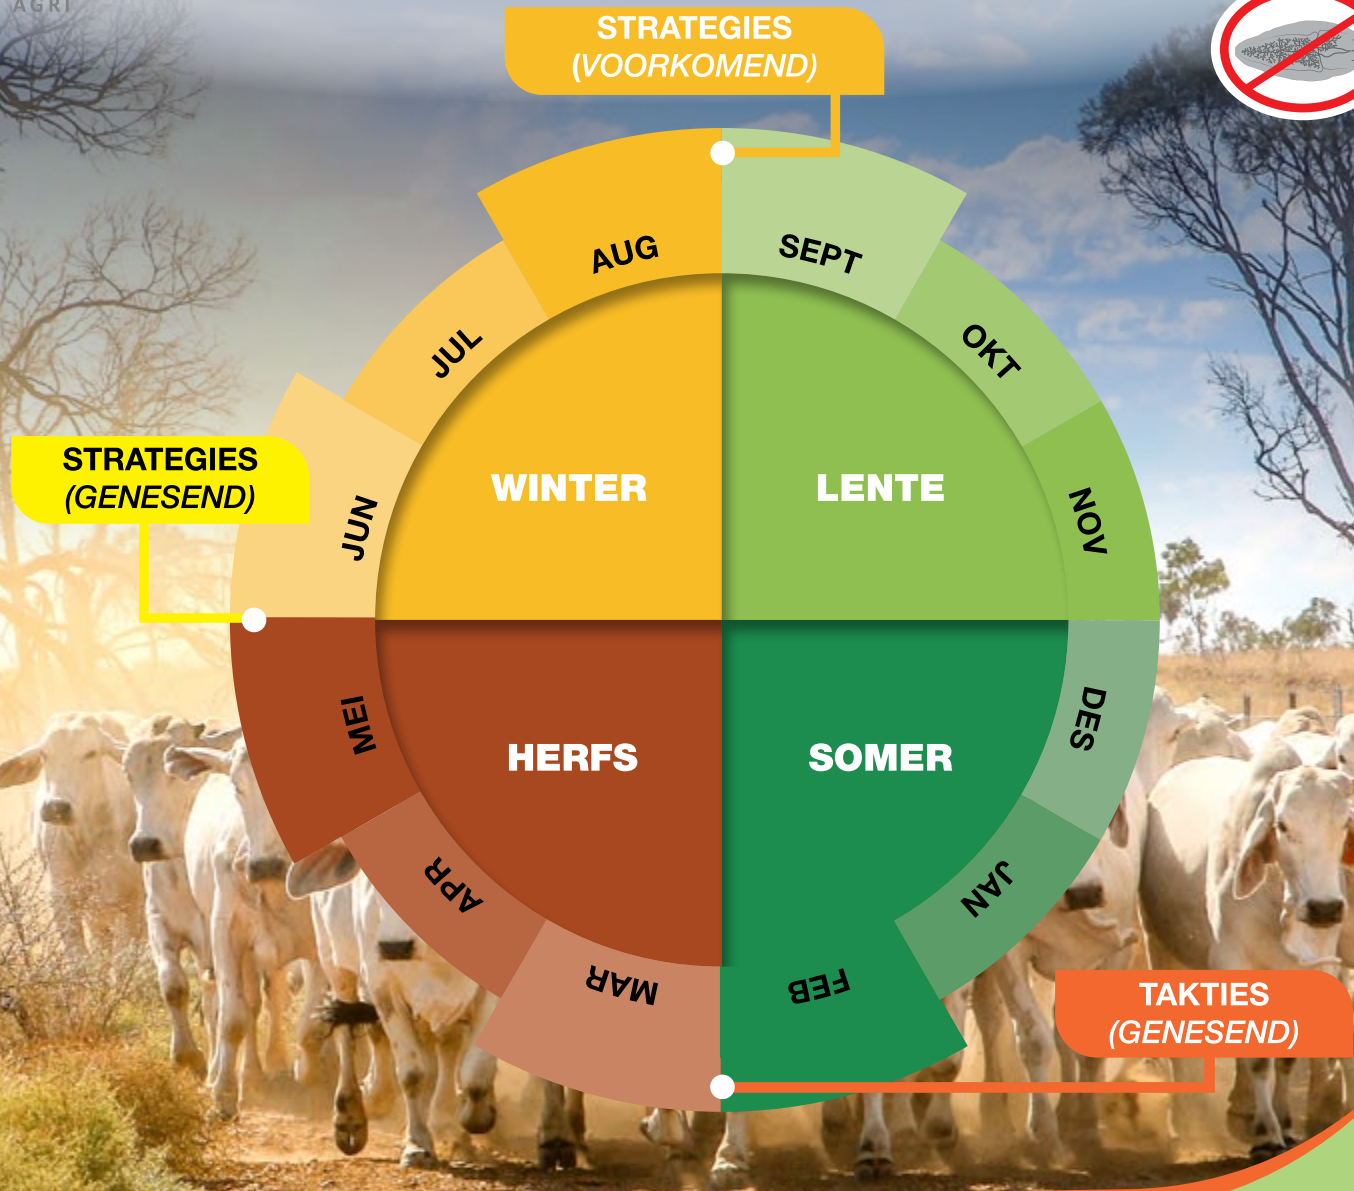 AGRI
STRATEGIES
(VOORKOMEND)
AUG
SEPT
JUL
OKT
STRATEGIES
(GENESEND)
JUN
WINTER
LENTE
NOV
MEI
HERFS
SOMER
DES
APR
JAN
MAR
FEB
TAKTIES
(GENESEND)